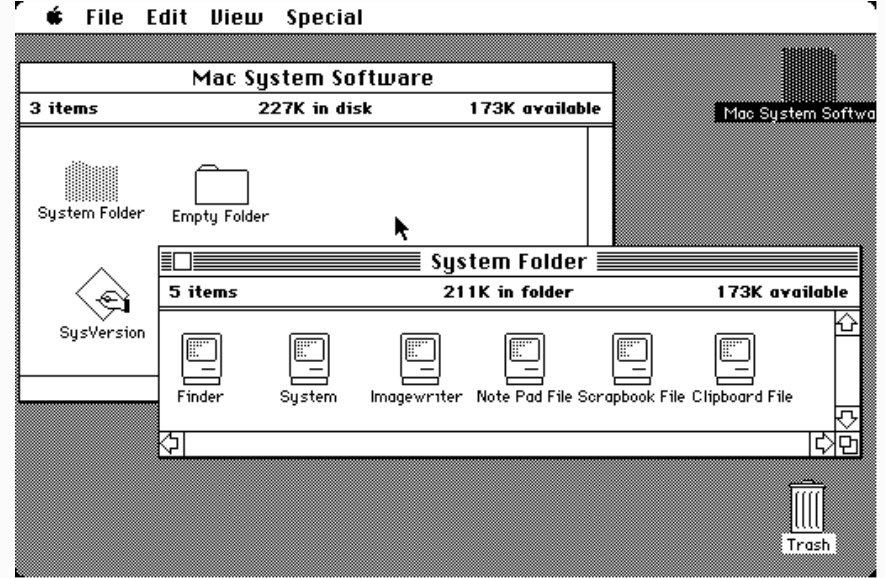 File Edit View Special
Mac System Software
3 items 227K in disk 173K available
Mac System Softwa
System Folder Empty Folder
SysVersion
System Folder
5 items 211K in folder 173K available
Finder System Imagewriter Note Pad File Scrapbook File Clipboard File
Trash